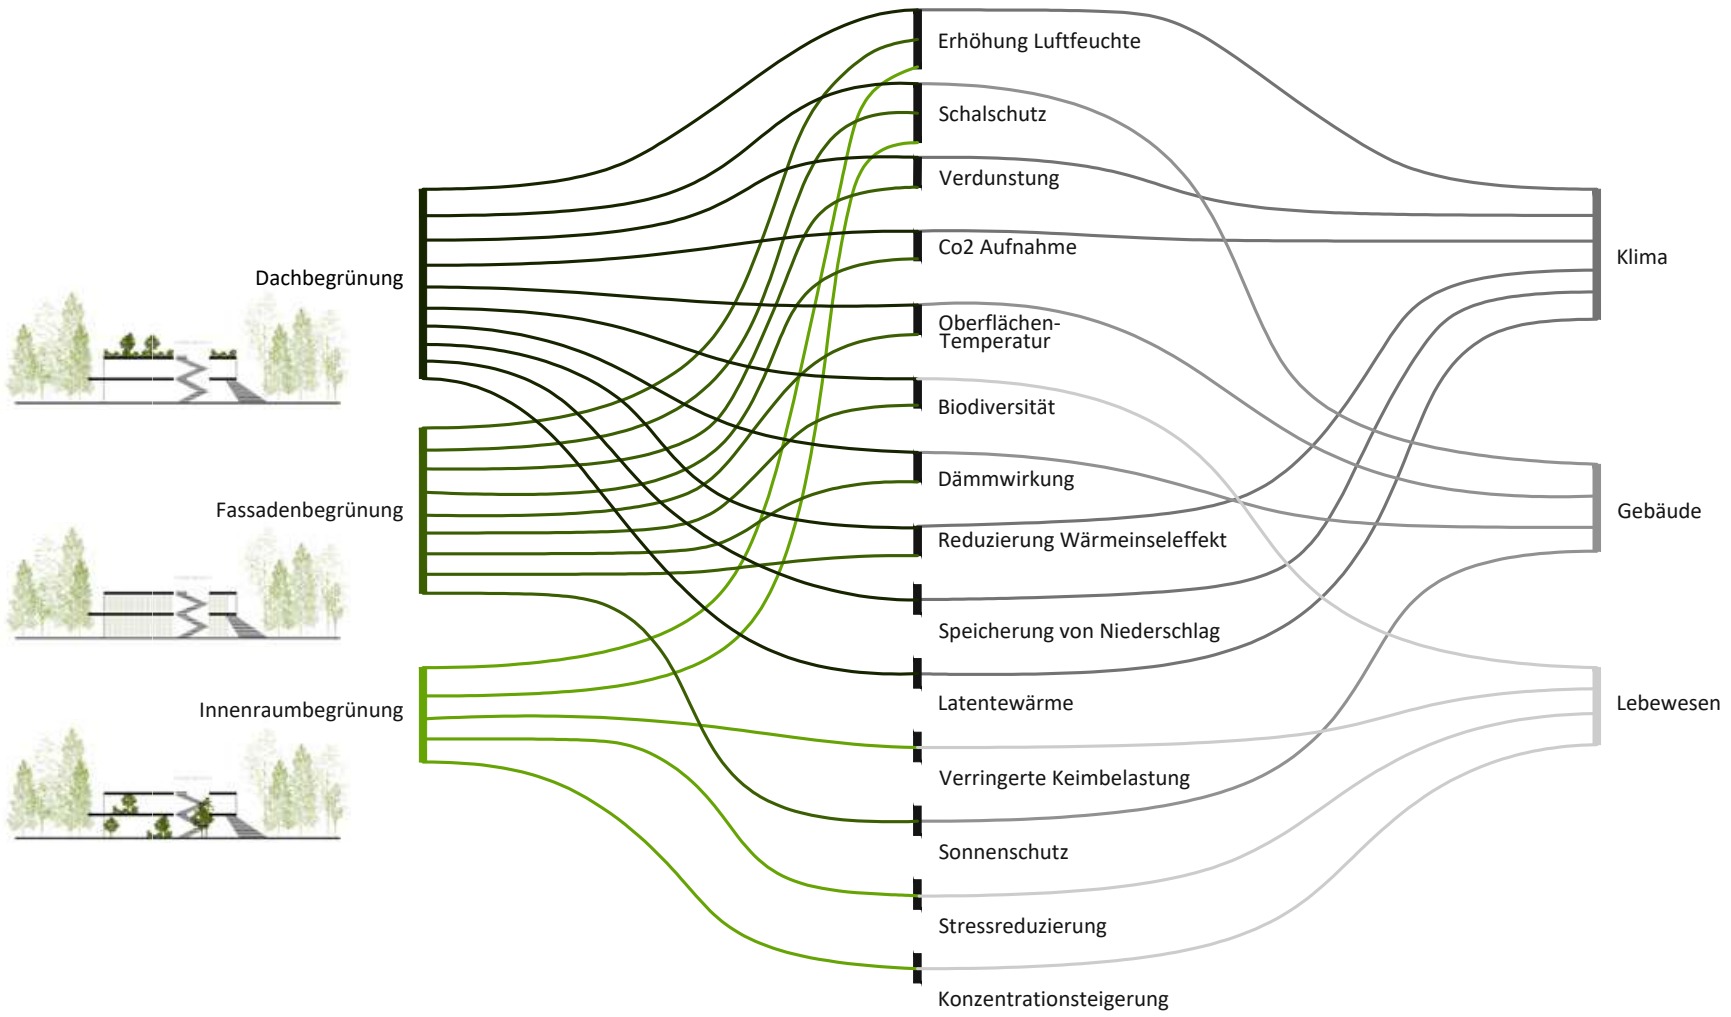 Dachbegrünung
Fassadenbegrünung
Innenraumbegrünung
Erhöhung Luftfeuchte
Schalschutz
Verdunstung
Co2 Aufnahme
Oberflächen-
Temperatur
Biodiversität
Dämmwirkung
Reduzierung Wärmeinseleffekt
Speicherung von Niederschlag
Latentewärme
Verringerte Keimbelastung
Sonnenschutz
Stressreduzierung
Konzentrationsteigerung
Klima
Gebäude
Lebewesen